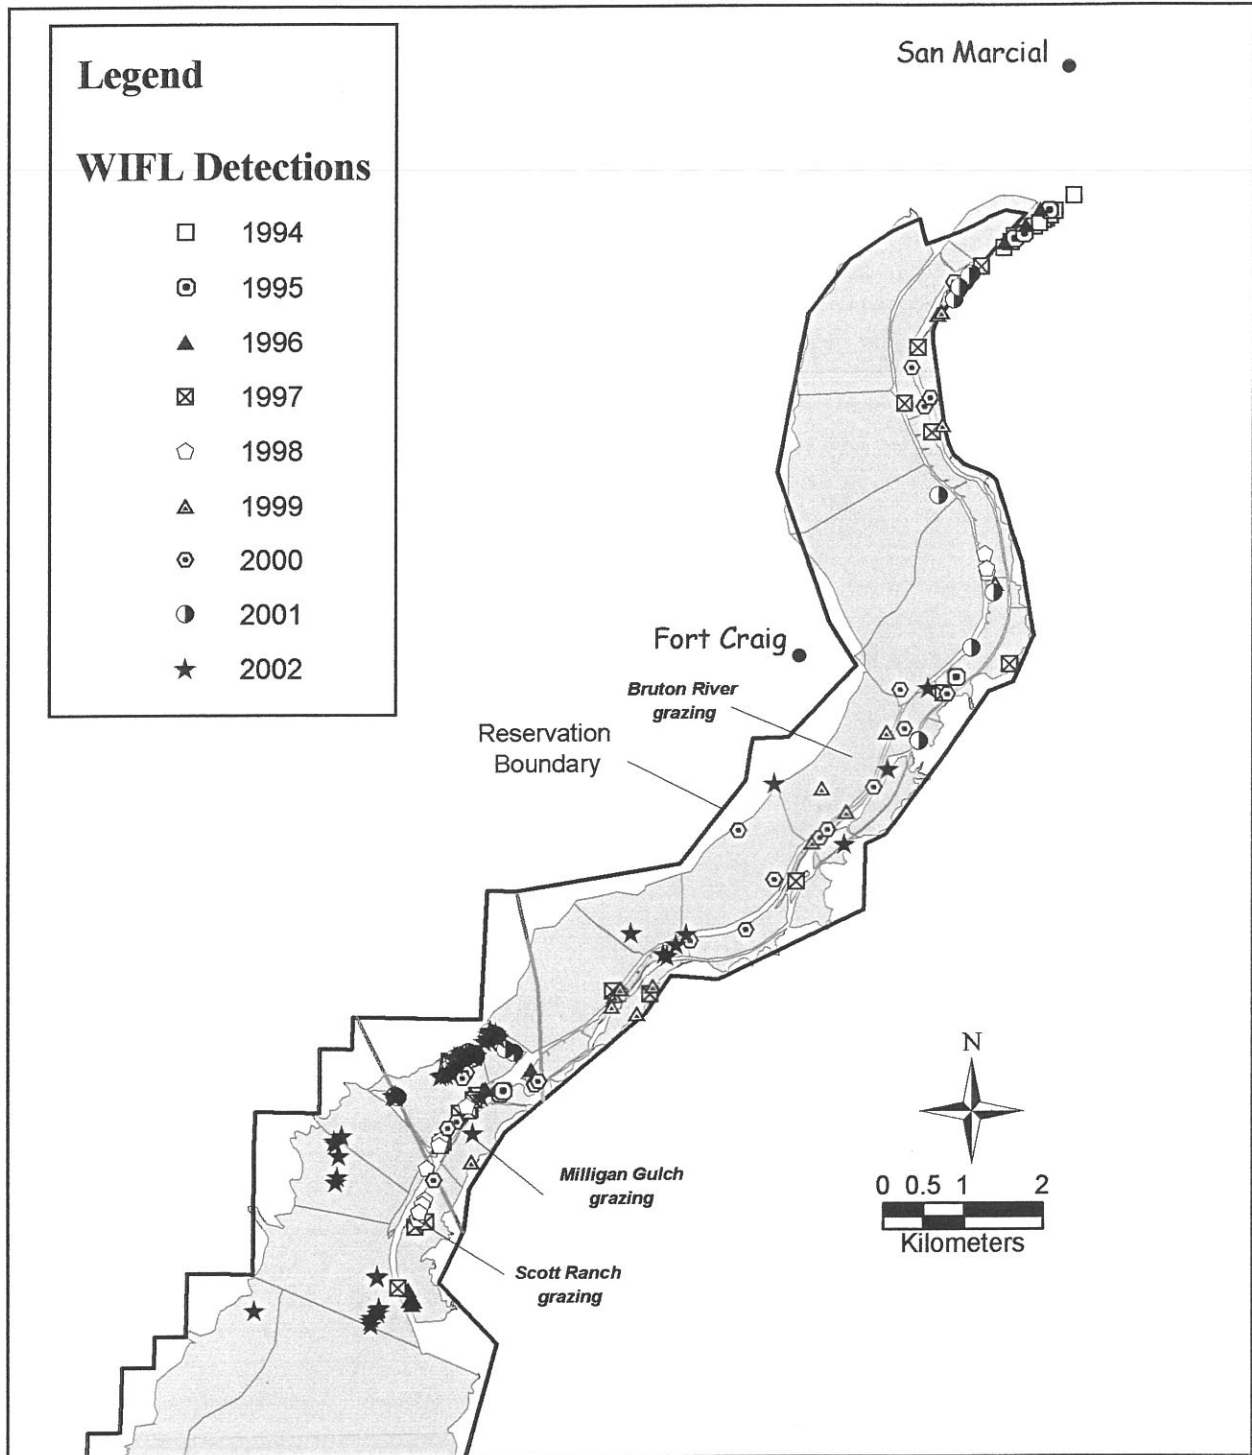 Legend
WIFL Detections
1994
1995
1996
1997
1998
1999
2000
2001
2002
San Marcial
Fort Craig
Bruton River
grazing
Reservation
Boundary
Milligan Gulch
grazing
Scott Ranch
grazing
N
0 0.5 1 2
Kilometers